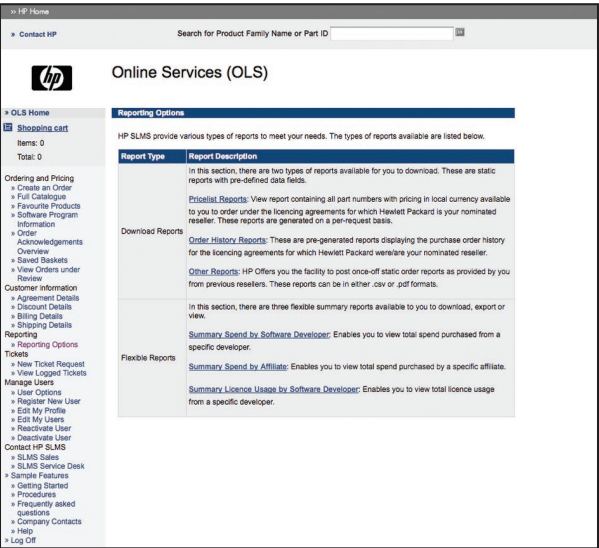 » HP Home
» Contact HP
Search for Product Family Name or Part ID
hp
Online Services (OLS)
» OLS Home
Shopping cart
Items: 0
Total: 0
Ordering and Pricing
» Create an Order
» Full Catalogue
» Favourite Products
» Software Program
Information
» Order
Acknowledgements
Overview
» Saved Baskets
» View Orders under
Review
Customer Information
» Agreement Details
» Discount Details
» Billing Details
» Shipping Details
Reporting
» Reporting Options
Tickets
» New Ticket Request
» View Logged Tickets
Manage Users
» User Options
» Register New User
» Edit My Profile
» Edit My Users
» Reactivate User
» Deactivate User
Contact HP SLMS
» SLMS Sales
» SLMS Service Desk
» Sample Features
» Getting Started
» Procedures
» Frequently asked
questions
» Company Contacts
» Help
» Log Off
Reporting Options
HP SLMS provide various types of reports to meet your needs. The types of reports available are listed below.
Report Type
Report Description
Download Reports
In this section, there are two types of reports available for you to download. These are static
reports with pre-defined data fields.
Pricelist Reports: View report containing all part numbers with pricing in local currency available
to you to order under the licencing agreements for which Hewlett Packard is your nominated
reseller. These reports are generated on a per-request basis.
Order History Reports: These are pre-generated reports displaying the purchase order history
for the licencing agreements for which Hewlett Packard were/are your nominated reseller.
Other Reports: HP Offers you the facility to post once-off static order reports as provided by you
from previous resellers. These reports can be in either .csv or .pdf formats.
Flexible Reports
In this section, there are three flexible summary reports available to you to download, export or
view.
Summary Spend by Software Developer: Enables you to view total spend purchased from a
specific developer.
Summary Spend by Affiliate: Enables you to view total spend purchased by a specific affiliate.
Summary Licence Usage by Software Developer: Enables you to view total licence usage
from a specific developer.